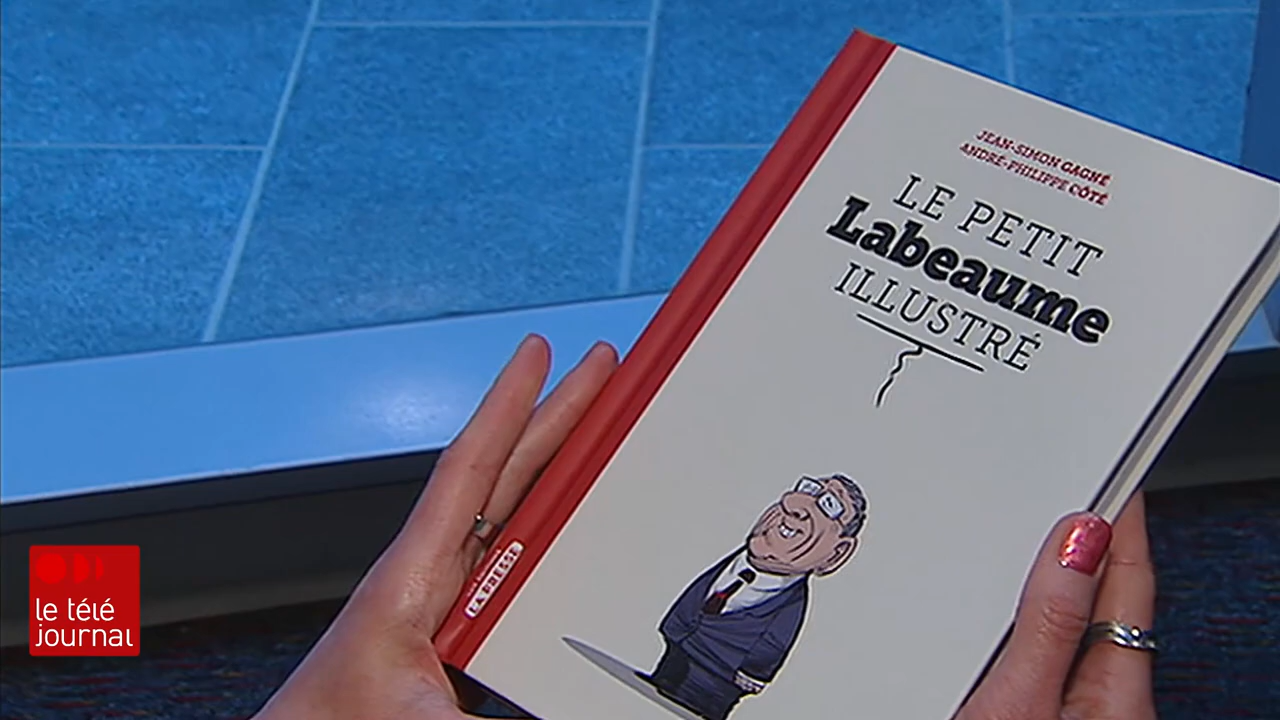 JEAN-SIMON GAGNÉ
ANDRÉ-PHILIPPE CÔTÉ
LE PETIT
Labeaume
ILLUSTRÉ
LA PRESSE
le télé
journal